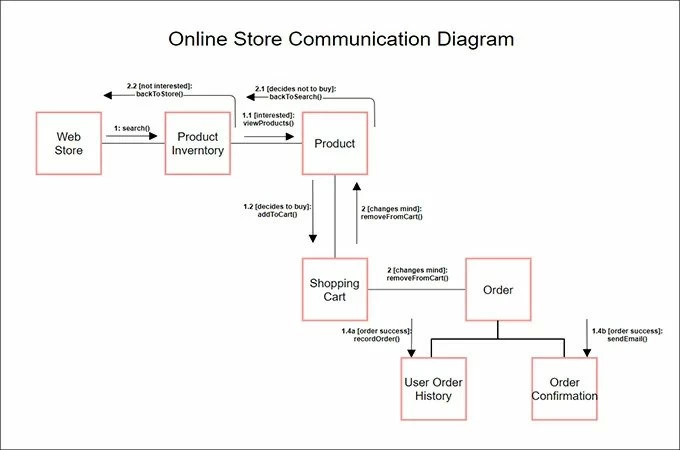 Online Store Communication Diagram
2.2 [not interested]:
backToStore()
2.1 [decides not to buy]:
backToSearch()
Web
Store
1: search()
Product
Inverntory
1.1 [interested]:
viewProducts()
Product
1.2 [decides to buy]:
addToCart()
2 [changes mind]:
removeFromCart()
Shopping
Cart
2 [changes mind]:
removeFromCart()
Order
1.4a [order success]:
recordOrder()
1.4b [order success]:
sendEmail()
User Order
History
Order
Confirmation